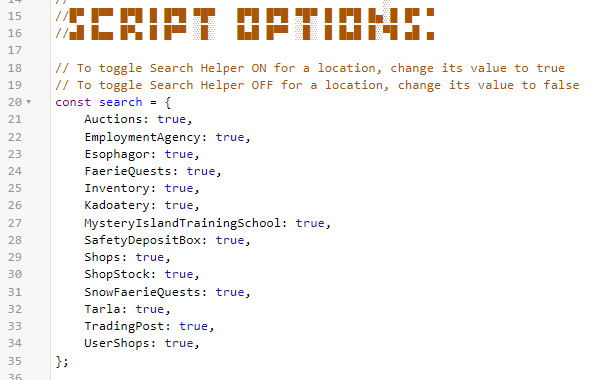 15 //SCRIPT OPTIONS:
16 //
17
18 // To toggle Search Helper ON for a location, change its value to true
19 // To toggle Search Helper OFF for a location, change its value to false
20 const search = {
21 Auctions: true,
22 EmploymentAgency: true,
23 Esophagor: true,
24 FaerieQuests: true,
25 Inventory: true,
26 Kadoatery: true,
27 MysteryIslandTrainingSchool: true,
28 SafetyDepositBox: true,
29 Shops: true,
30 ShopStock: true,
31 SnowFaerieQuests: true,
32 Tarla: true,
33 TradingPost: true,
34 UserShops: true,
35 };